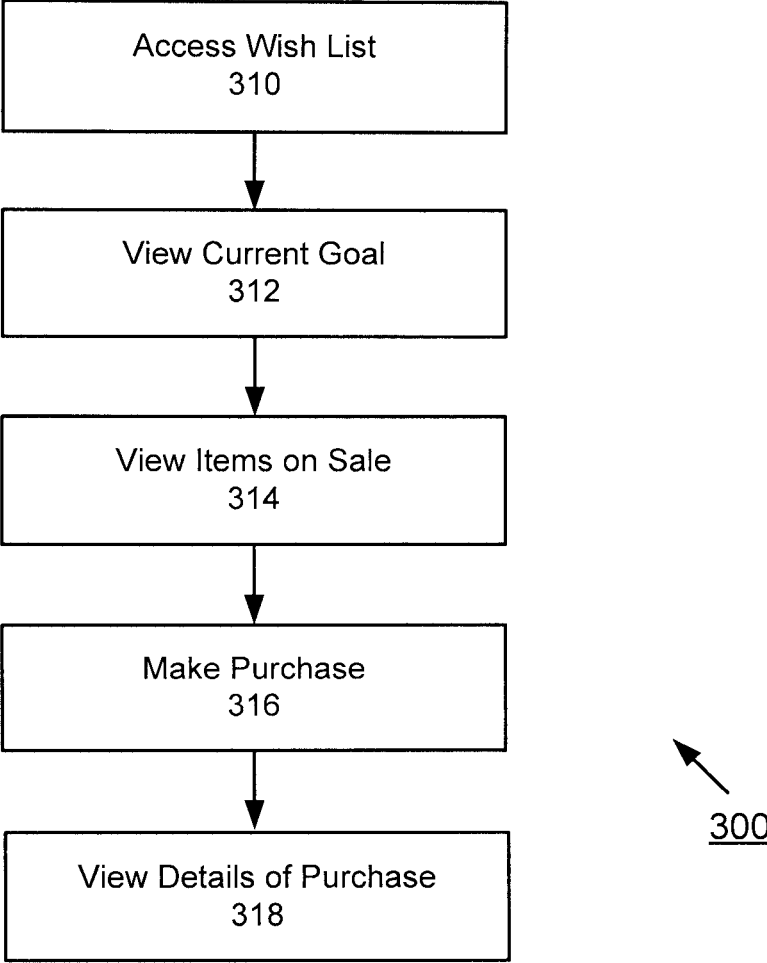 Access Wish List
310
View Current Goal
312
View Items on Sale
314
Make Purchase
316
300
View Details of Purchase
318